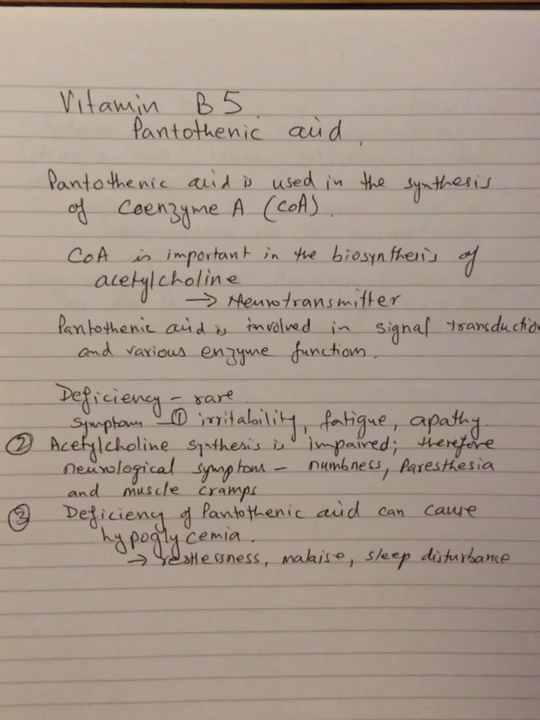 Vitamin B5
Pantothenic acid.
Pantothenic acid is used in the synthesis
of Coenzyme A (CoA).
CoA is important in the biosynthesis of
acetylcholine
→ Neurotransmitter
Pantothenic acid is involved in signal transduction
and various enzyme functions.
Deficiency - rare
Symptom - ① irritability, fatigue, apathy.
② Acetylcholine synthesis is impaired; therefore
neurological symptom - numbness, Paresthesia
and muscle cramps
③ Deficiency of Pantothenic acid can cause
hypoglycemia.
→ restlessness, malaise, sleep disturbance